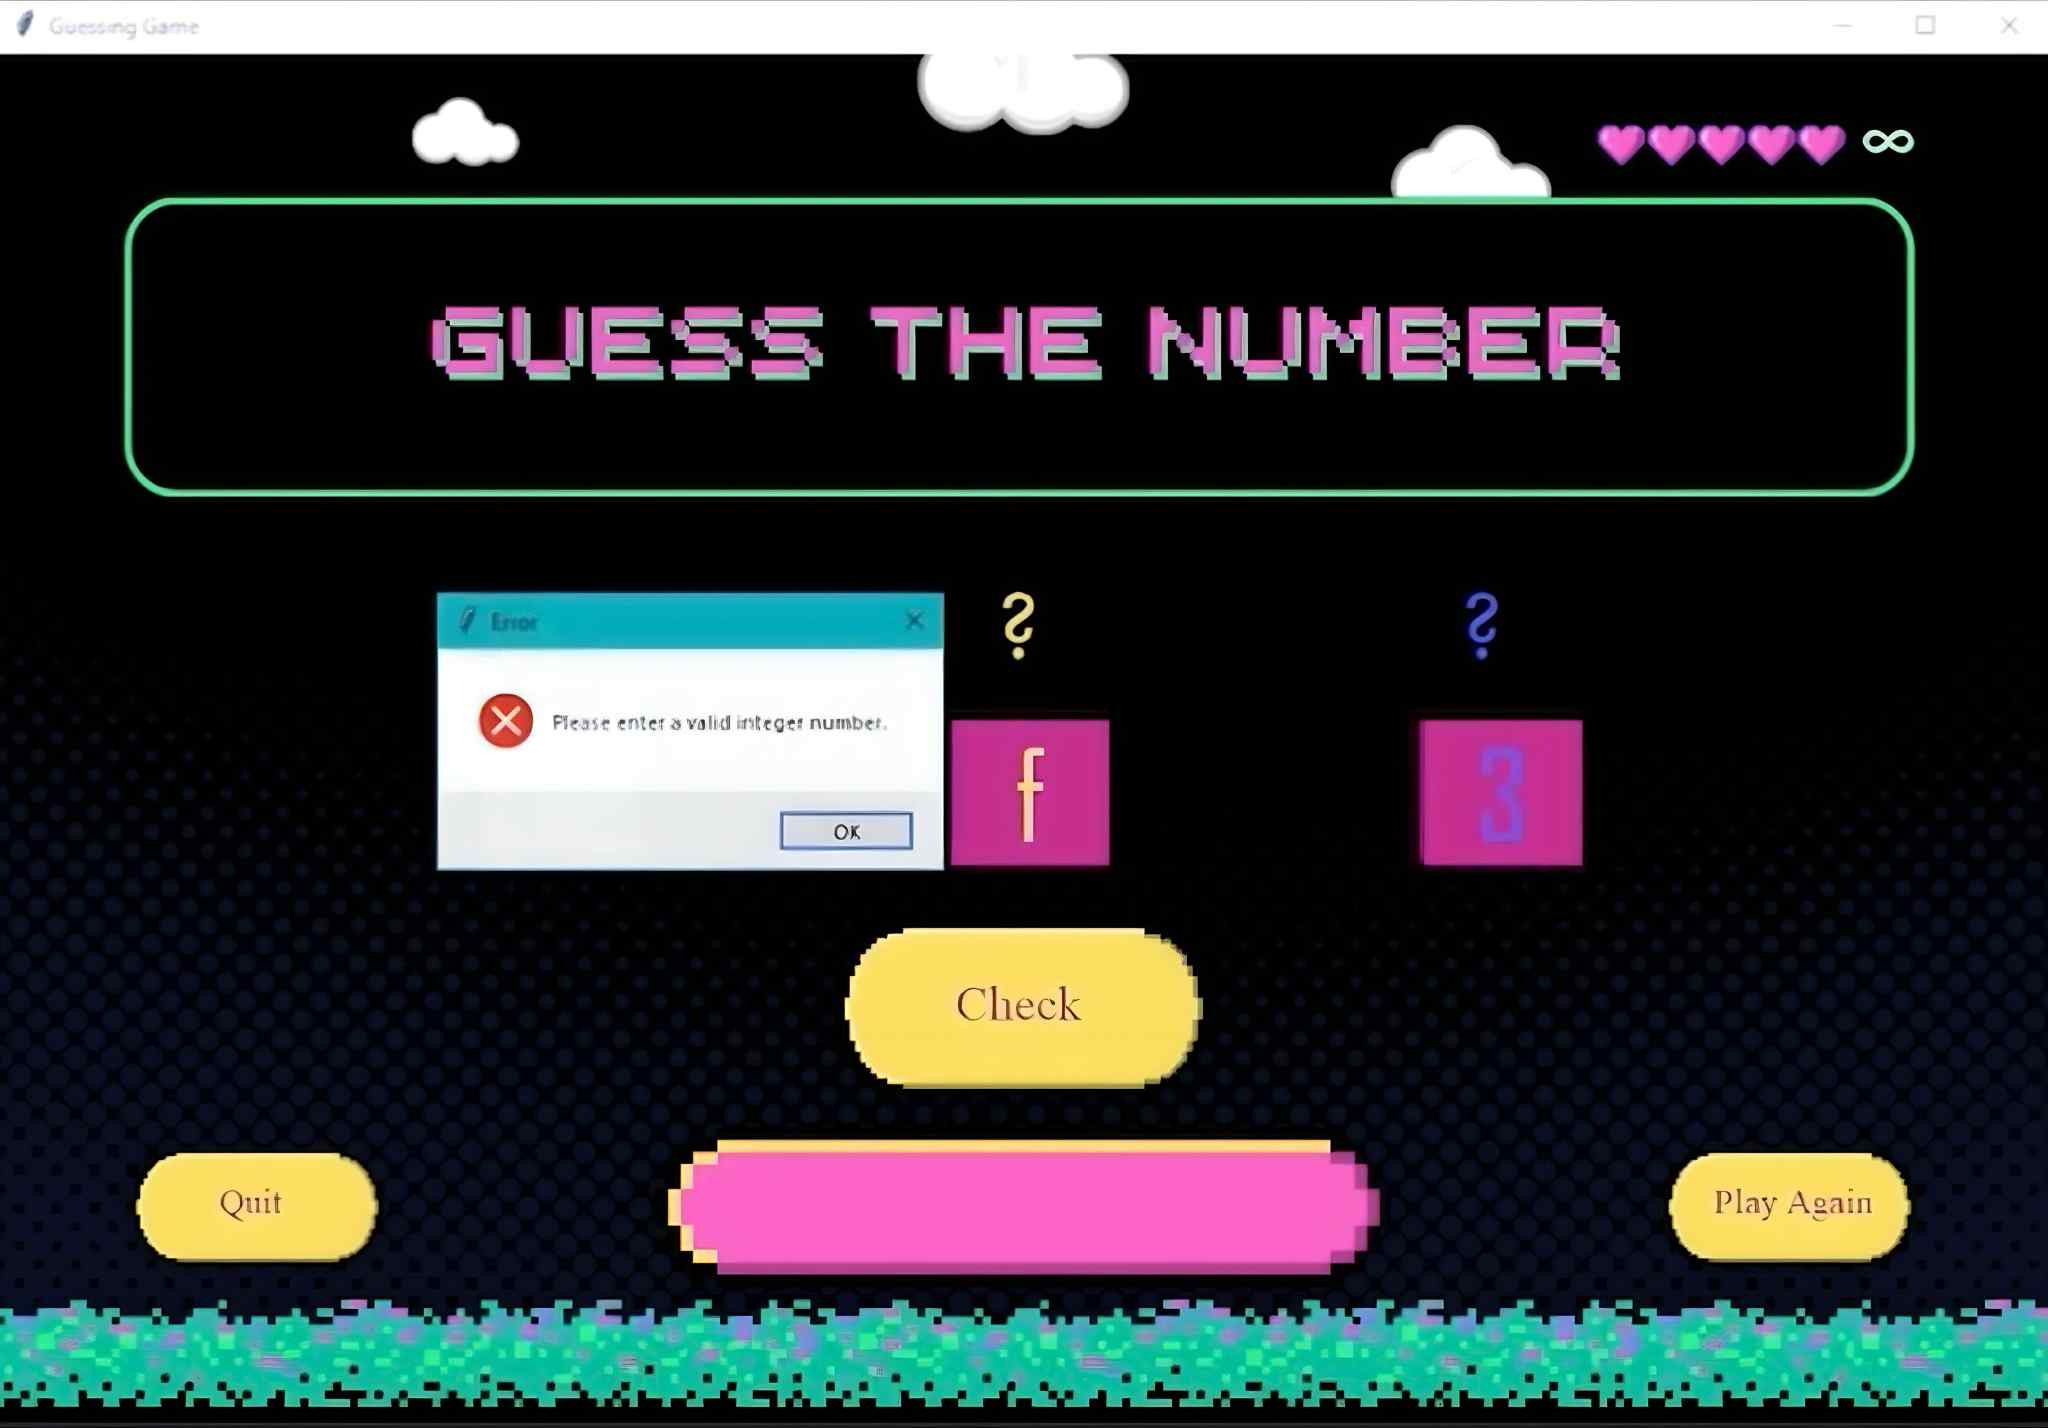 Guessing Game
∞
GUESS THE NUMBER
Error
? ?
Please enter a valid integer number.
f 3
OK
Check
Quit
Play Again